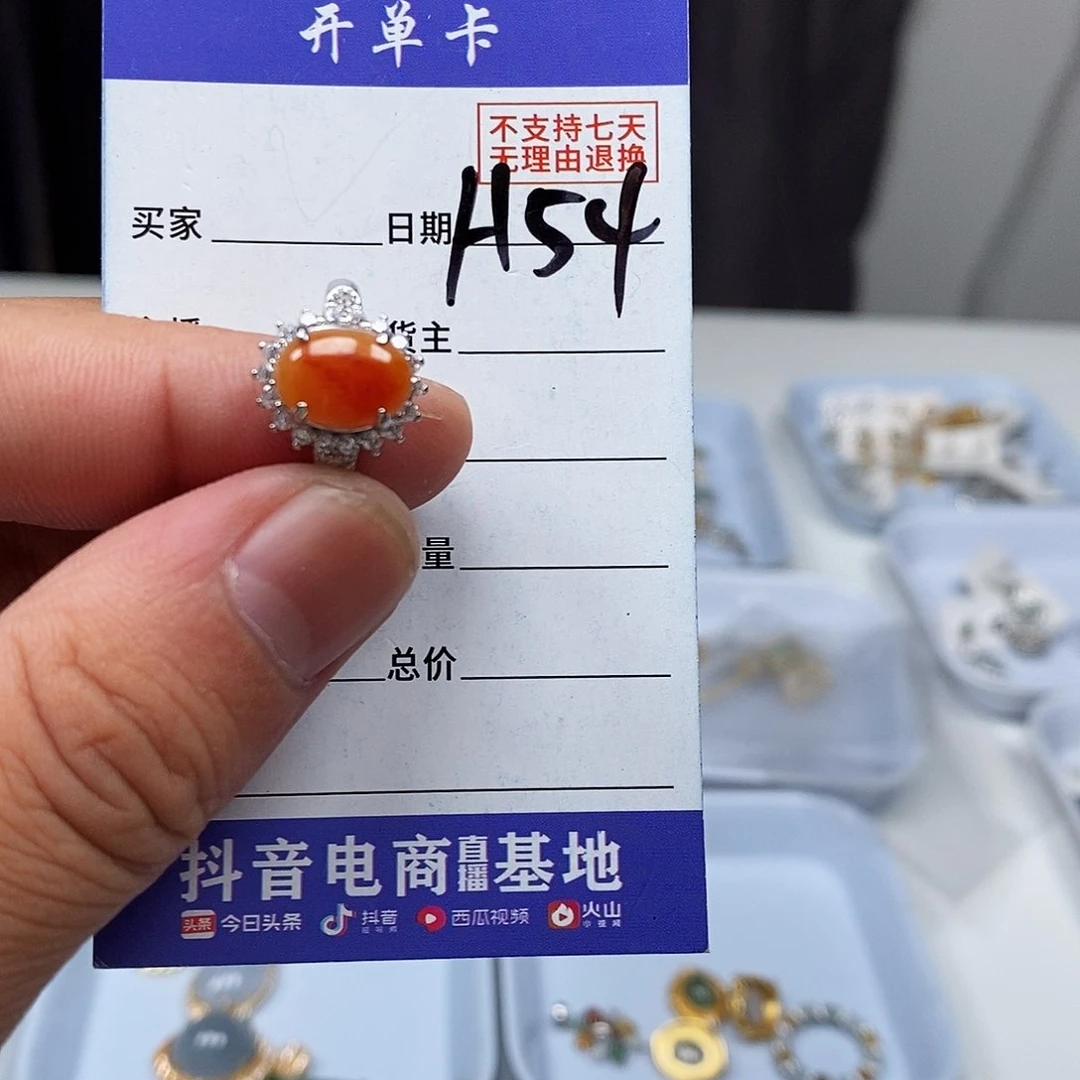 开单卡
不支持七天
无理由退换
H54
买家 日期
货主
量
总价
抖音电商直播基地
头条 今日头条 抖音 西瓜视频 火山